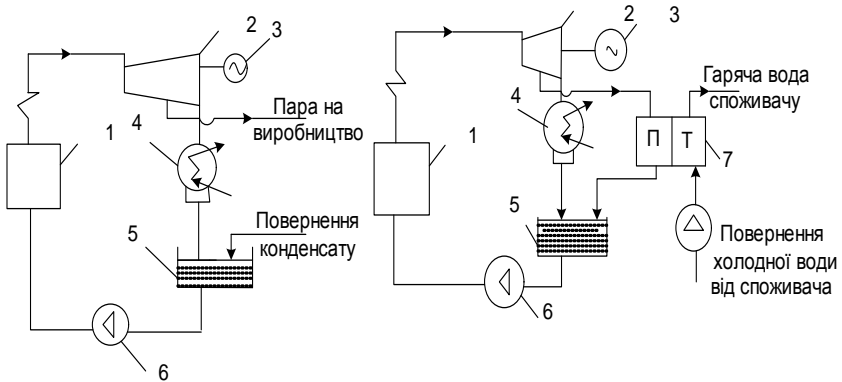 2
3
Пара на
виробництво
4
1
Повернення
конденсату
5
6
2
3
Гаряча вода
споживачу
4
1
П Т
7
5
Повернення
холодної води
від споживача
6